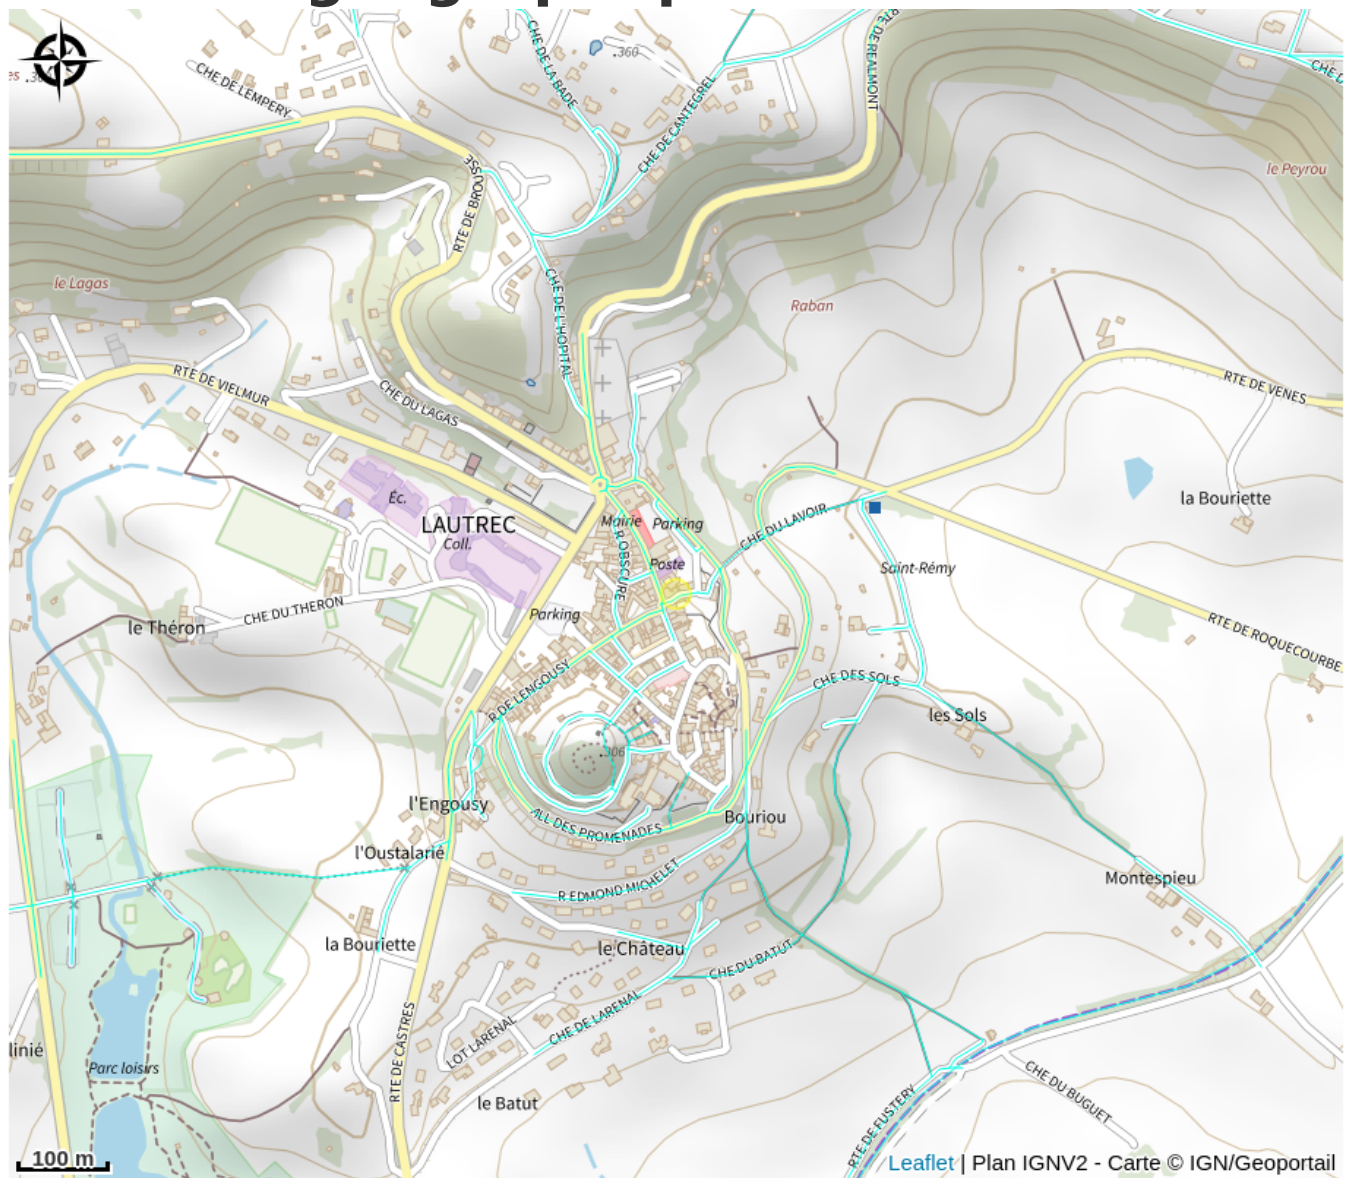 CHE DE LA BADE
RTE DE REALMONT
.360
CHE DE LEMPERY
CHE DE CANTEGREL
CHE D
es
le Peyrou
RTE DE BROUSSE
le Lagas
CHE DE L'HOPITAL
Raban
RTE DE VIELMUR
CHE DU LAGAS
RTE DE VENES
Éc.
LAUTREC
Coll.
Mairie
Parking
la Bouriette
R OBSCURE
CHE DU LAVOIR
Poste
Saint-Rémy
CHE DU THERON
le Théron
Parking
RTE DE ROQUECOURBE
R DE LENGOUSY
CHE DES SOLS
les Sols
.306
l'Engousy
ALL DES PROMENADES
Bouriou
l'Oustalarié
R EDMOND MICHELET
Montespieu
la Bouriette
le Château
CHE DU BATUT
LOT LARENAL
CHE DE LARENAL
RTE DE CASTRES
linié
Parc loisirs
le Batut
CHE DU BUGUET
RTE DE FUSTERY
100 m
Leaflet | Plan IGNV2 - Carte © IGN/Geoportail